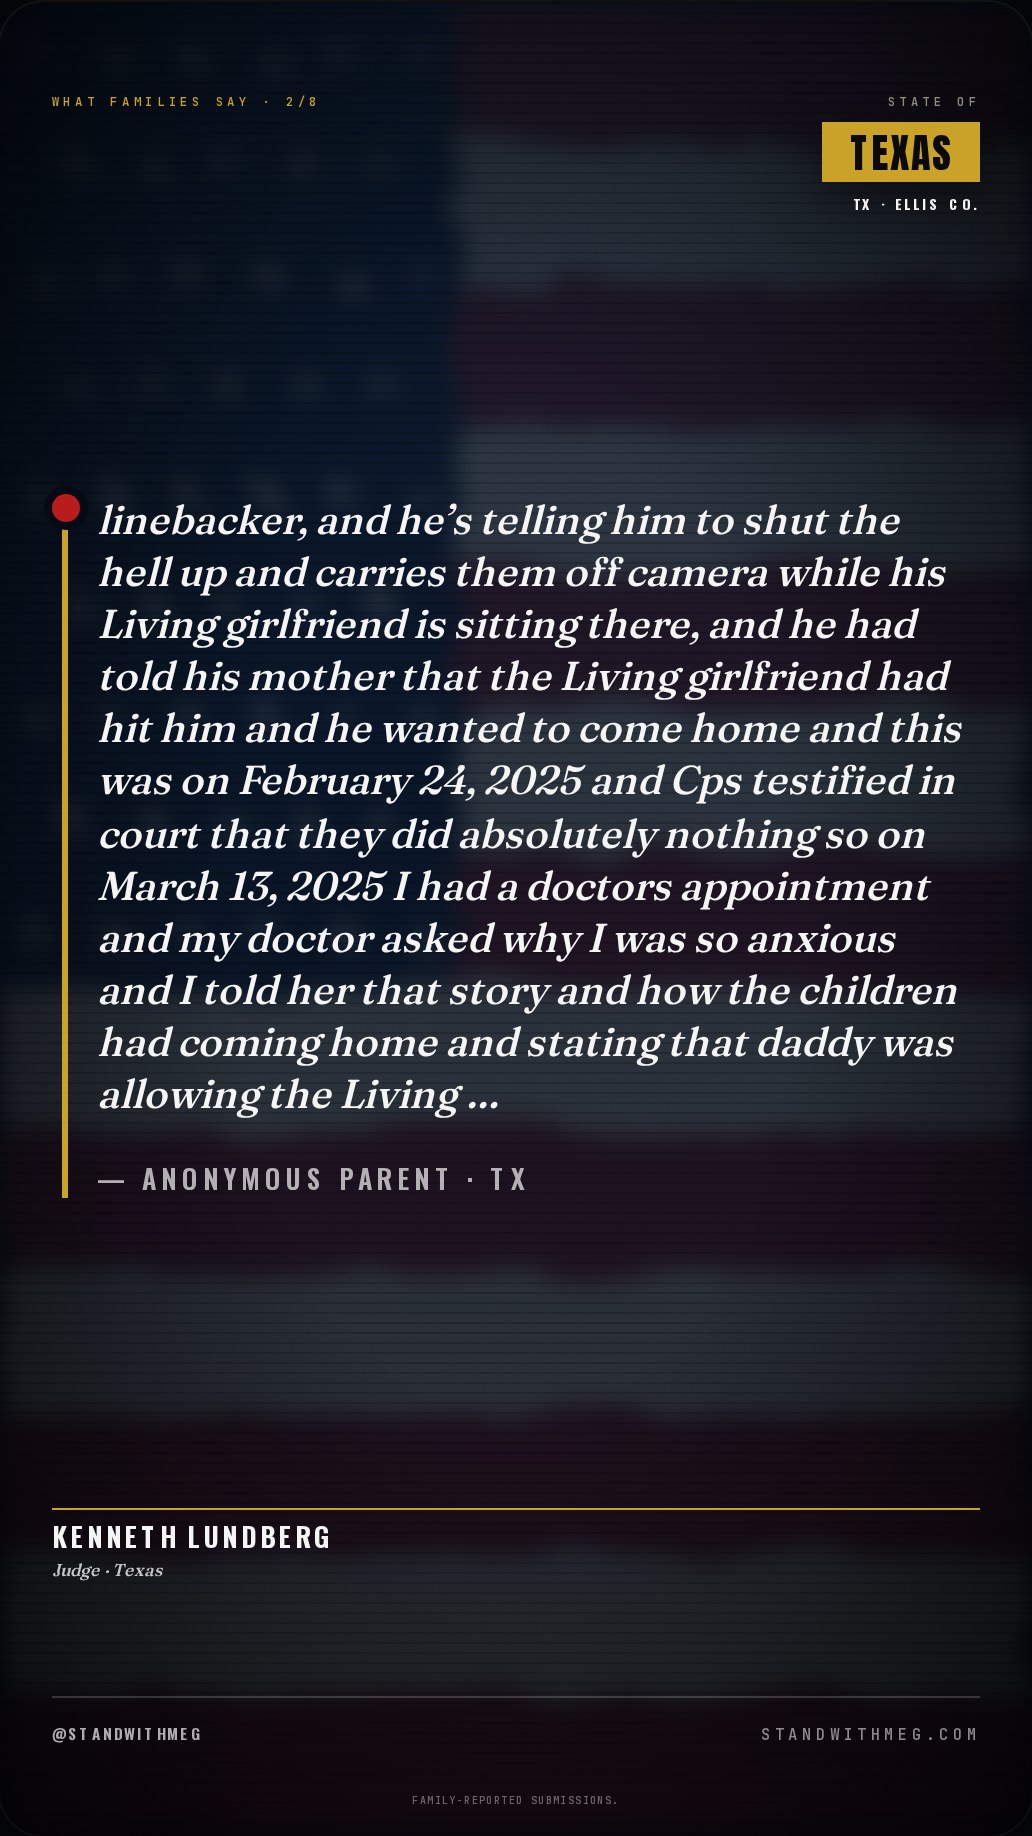 WHAT FAMILIES SAY · 2/8
STATE OF
TEXAS
TX · ELLIS CO.
linebacker, and he’s telling him to shut the
hell up and carries them off camera while his
Living girlfriend is sitting there, and he had
told his mother that the Living girlfriend had
hit him and he wanted to come home and this
was on February 24, 2025 and Cps testified in
court that they did absolutely nothing so on
March 13, 2025 I had a doctors appointment
and my doctor asked why I was so anxious
and I told her that story and how the children
had coming home and stating that daddy was
allowing the Living ...
— ANONYMOUS PARENT · TX
KENNETH LUNDBERG
Judge · Texas
@STANDWITHMEG
STANDWITHMEG.COM
FAMILY-REPORTED SUBMISSIONS.